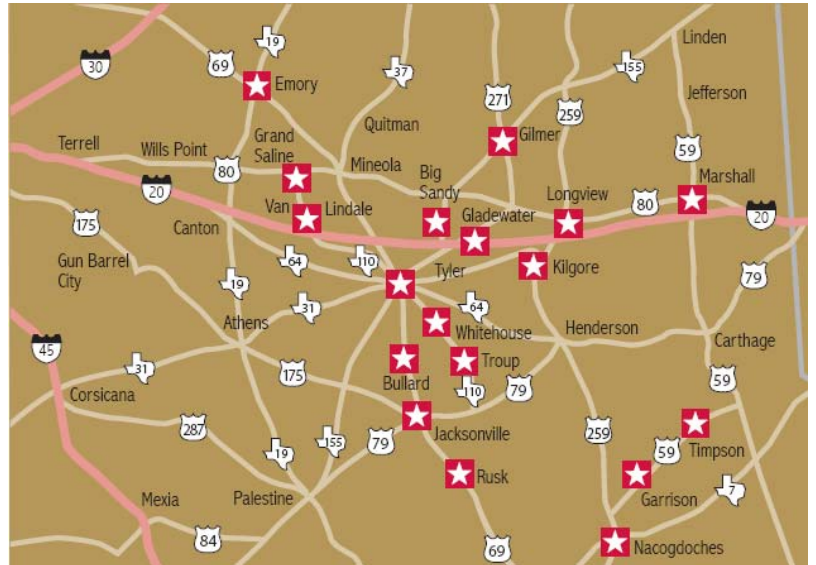 19
69
30
Emory
37
155
Linden
271
259
Jefferson
Quitman
Gilmer
59
Terrell
Wills Point
Grand
Saline
80
Mineola
Big
Sandy
Longview
Marshall
20
Van
Lindale
Gladewater
80
20
175
Canton
Gun Barrel
City
64
110
Tyler
Kilgore
19
79
31
64
Athens
Whitehouse
Henderson
Carthage
45
31
175
Bullard
Troup
110
79
59
Corsicana
Jacksonville
287
19
155
79
259
59
Timpson
Rusk
Garrison
7
Mexia
Palestine
84
69
Nacogdoches